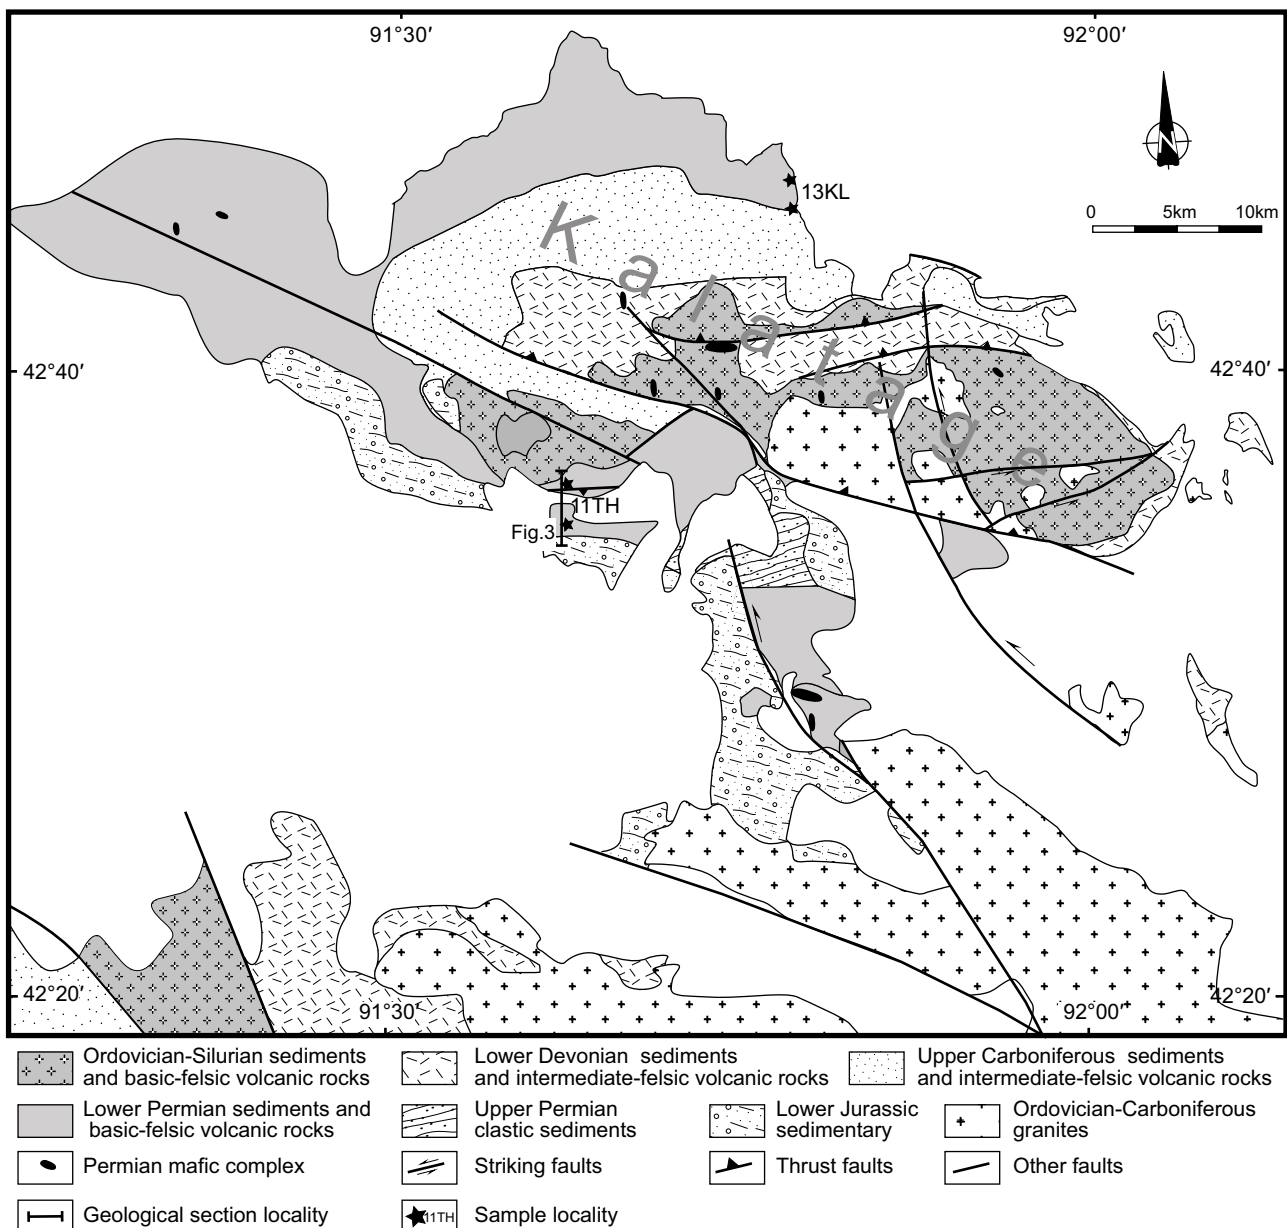 91°30′
92°00′
N
13KL
0 5km 10km
Kalatage
42°40′
42°40′
11TH
Fig.3
42°20′
91°30′
92°00′
42°20′
Ordovician-Silurian sediments
and basic-felsic volcanic rocks
Lower Devonian sediments
and intermediate-felsic volcanic rocks
Upper Carboniferous sediments
and intermediate-felsic volcanic rocks
Lower Permian sediments and
basic-felsic volcanic rocks
Upper Permian
clastic sediments
Lower Jurassic
sedimentary
Ordovician-Carboniferous
granites
Permian mafic complex
Striking faults
Thrust faults
Other faults
Geological section locality
11TH
Sample locality